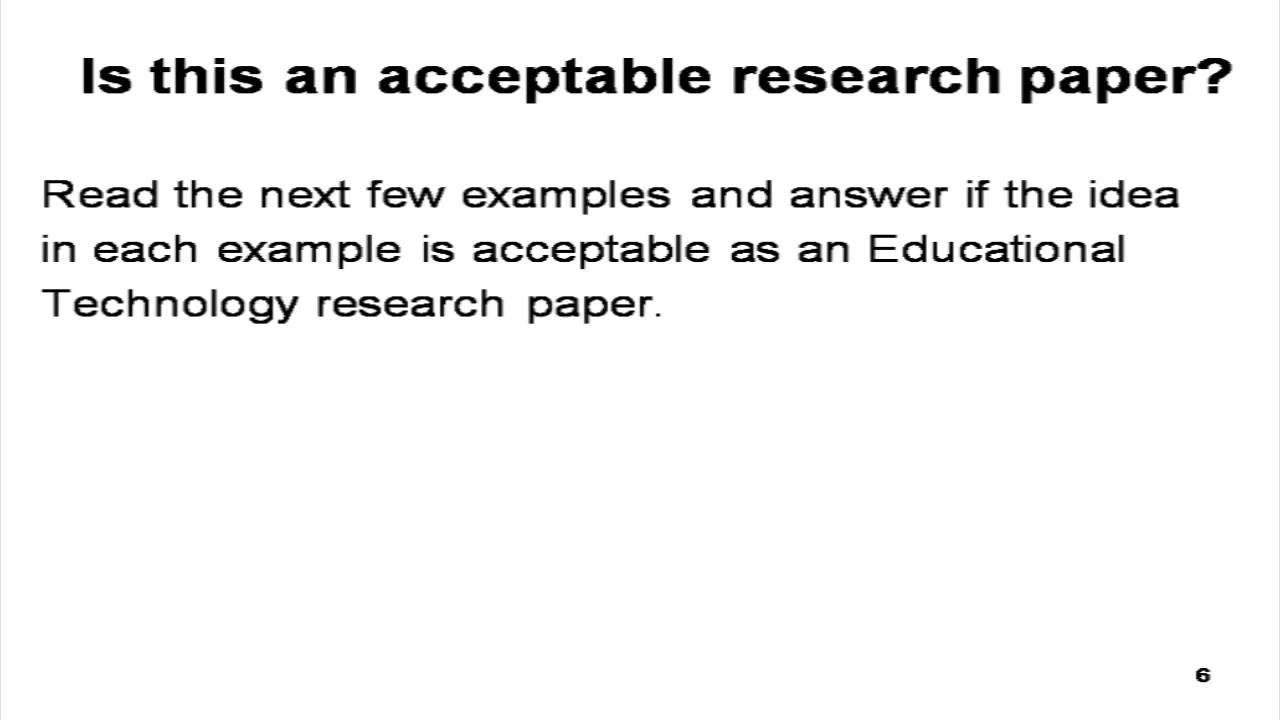 Is this an acceptable research paper?
Read the next few examples and answer if the idea
in each example is acceptable as an Educational
Technology research paper.
6